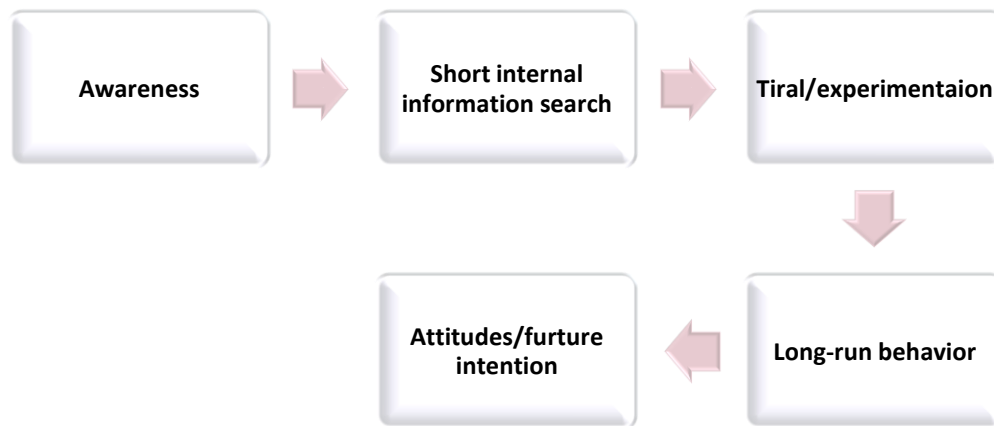 Awareness
Short internal
information search
Tiral/experimentaion
Long-run behavior
Attitudes/furture
intention